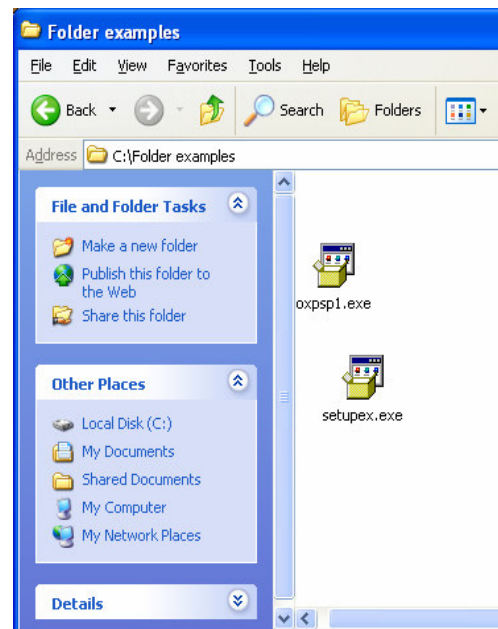 Folder examples
File Edit View Favorites Tools Help
Back Search Folders
Address C:\Folder examples
File and Folder Tasks
Make a new folder
Publish this folder to
the Web
Share this folder
Other Places
Local Disk (C:)
My Documents
Shared Documents
My Computer
My Network Places
Details
oxpsp1.exe
setupex.exe